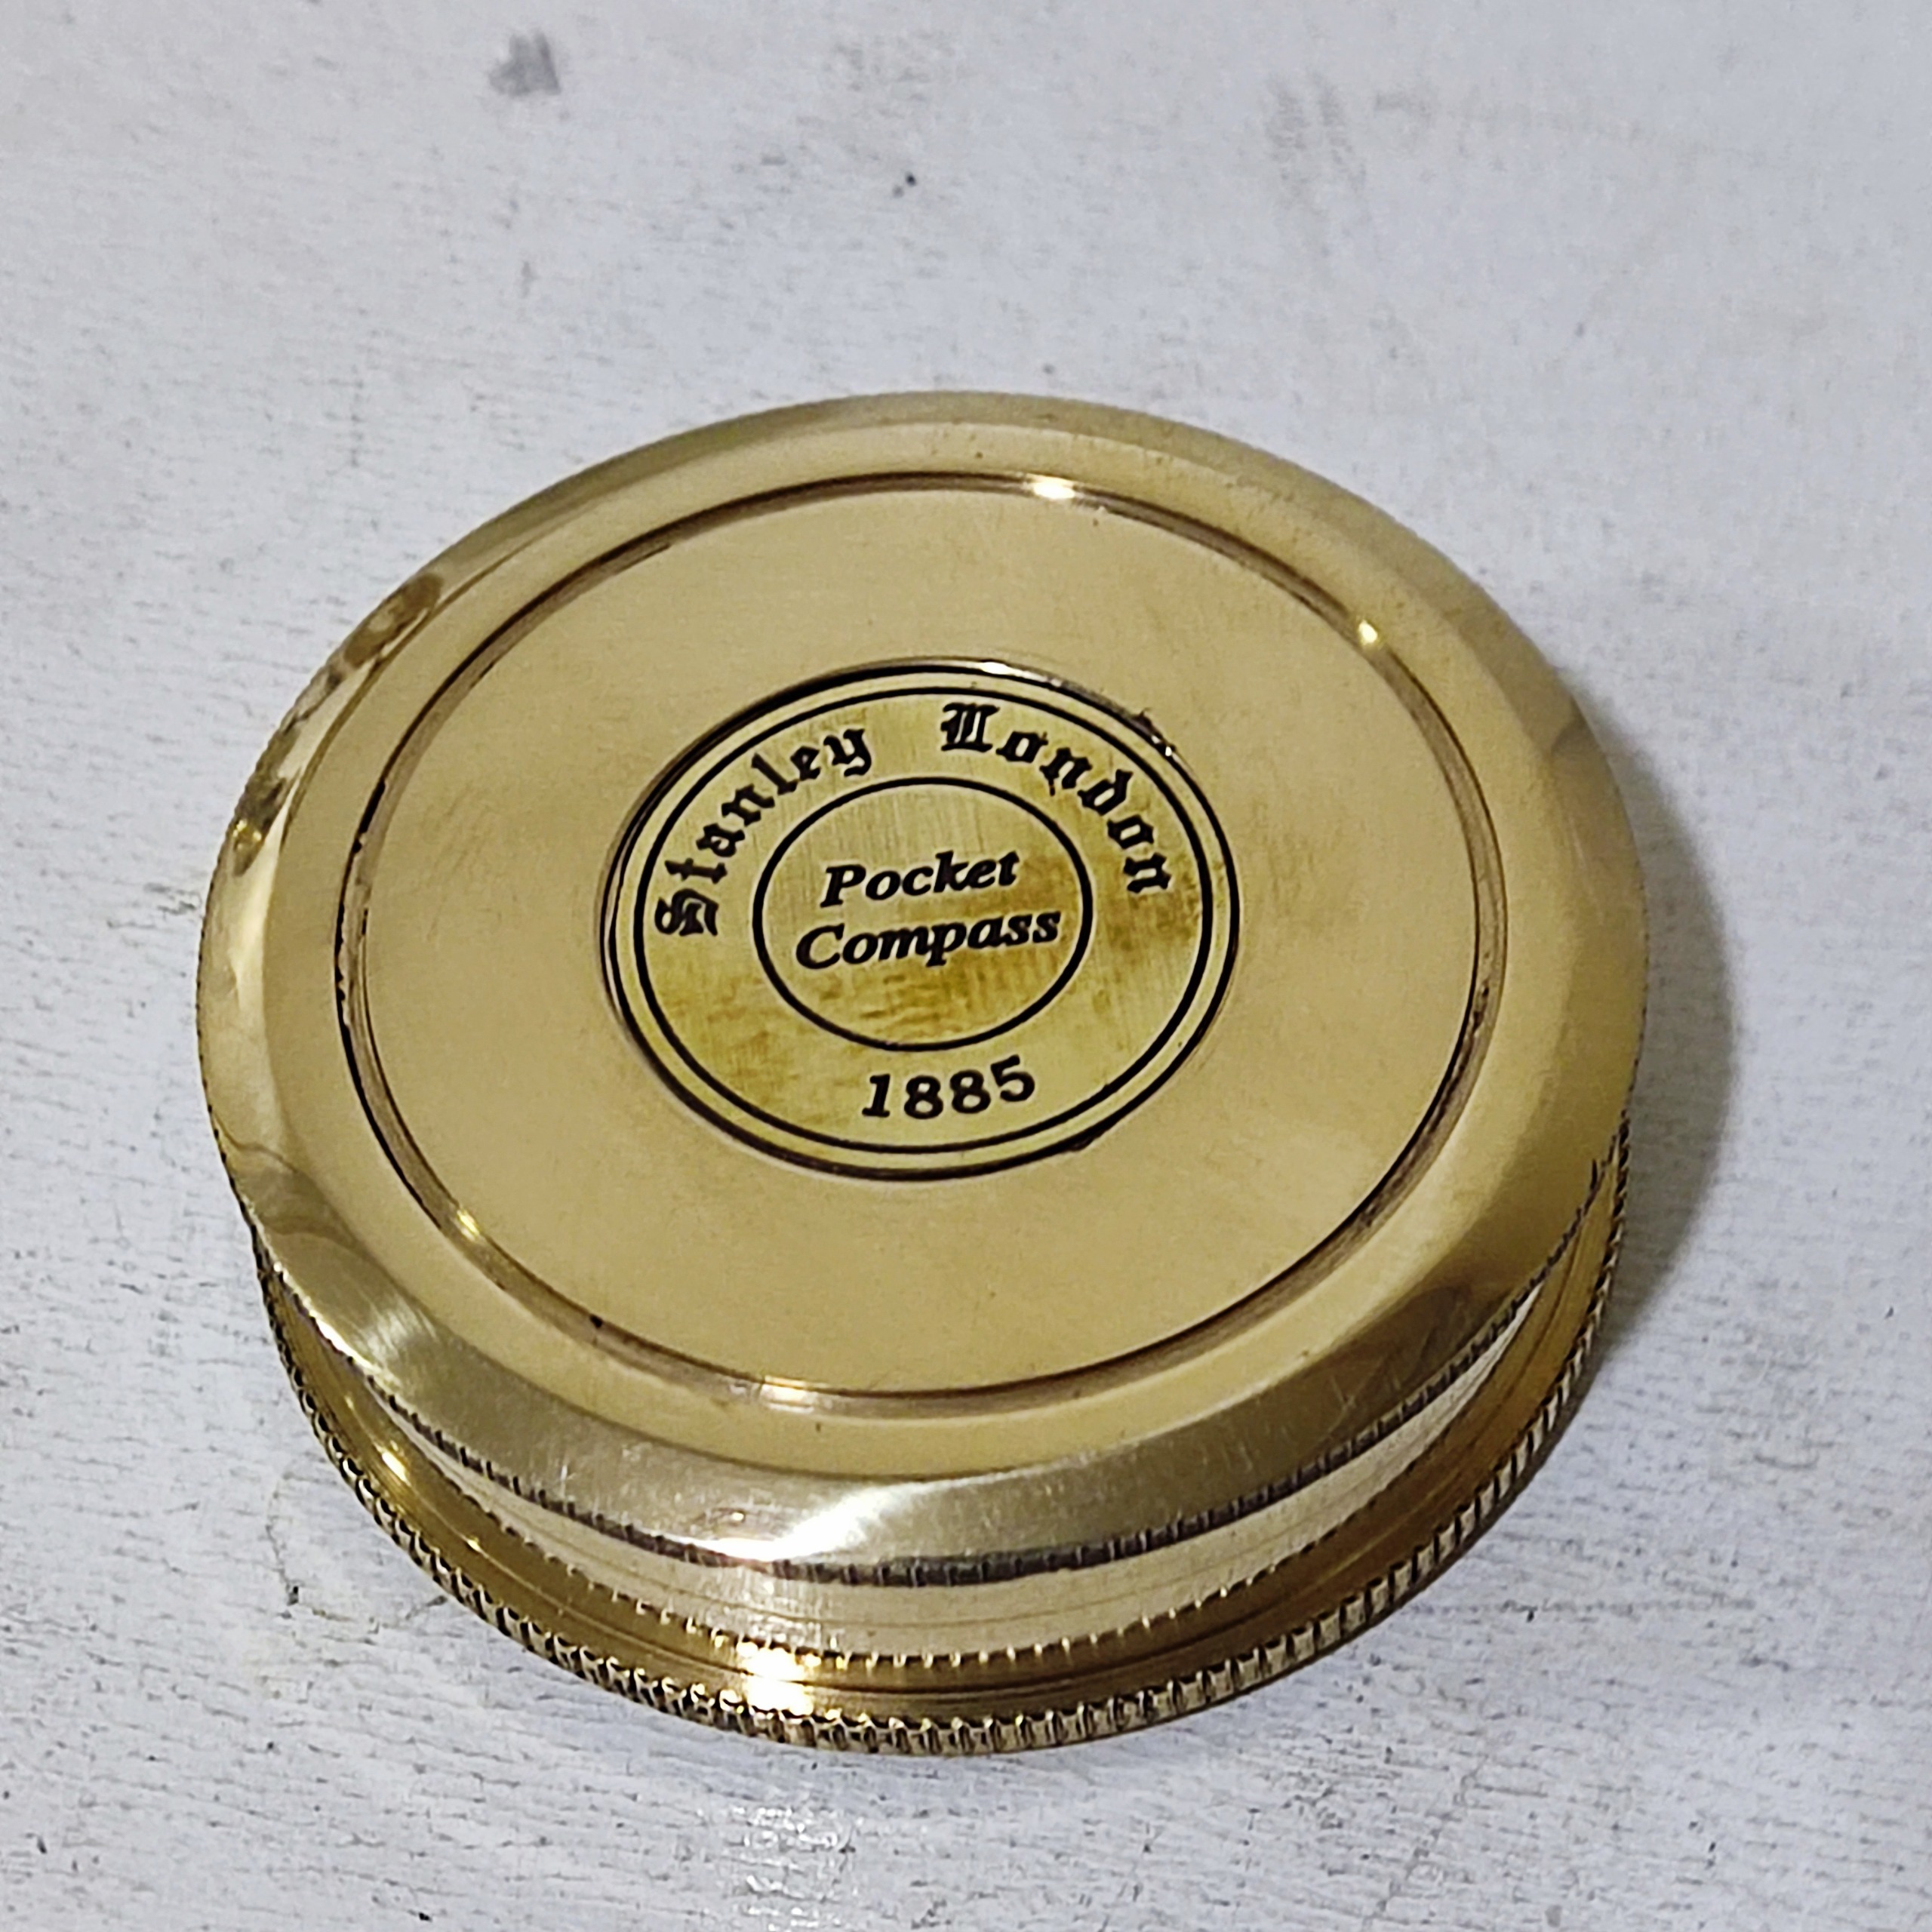 Stanley London
Pocket
Compass
1885